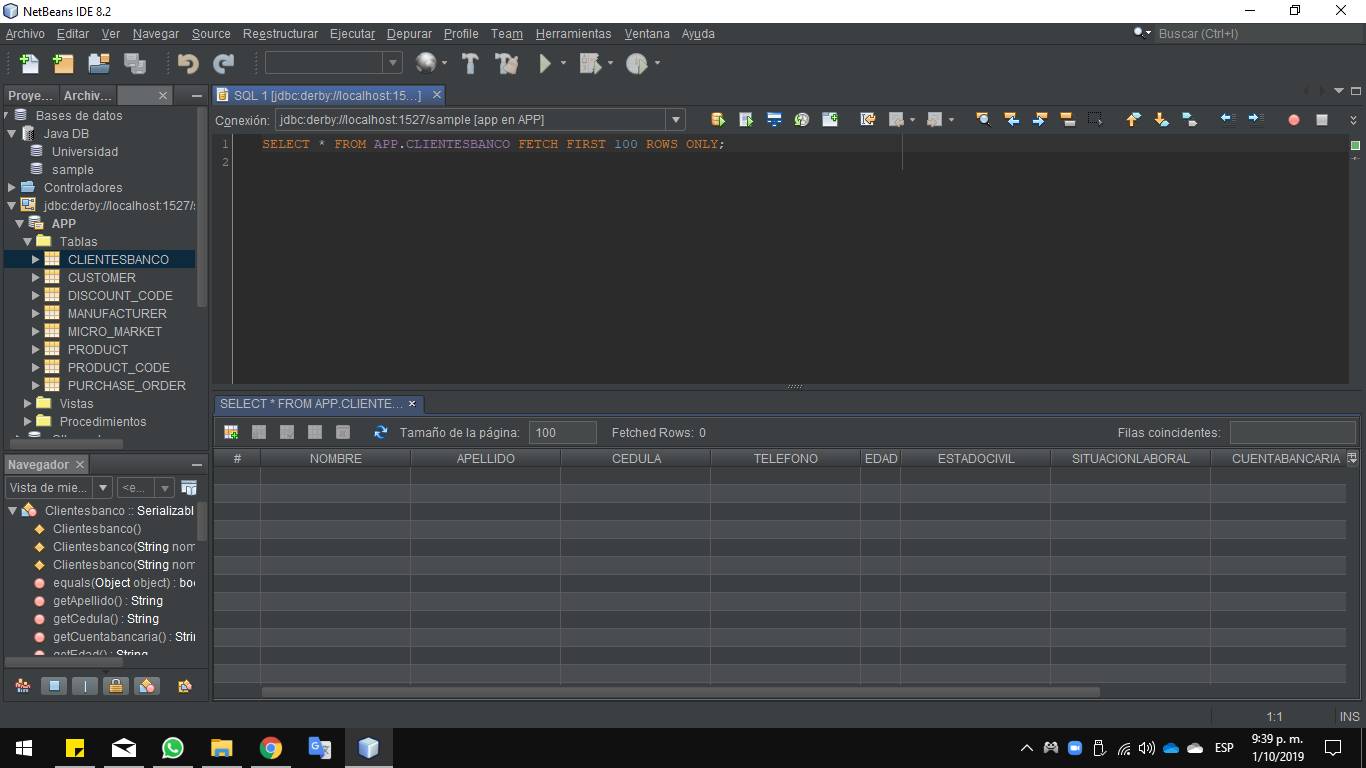 NetBeans IDE 8.2
Archivo Editar Ver Navegar Source Reestructurar Ejecutar Depurar Profile Team Herramientas Ventana Ayuda
Buscar (Ctrl+I)
Proye... Archiv...
SQL 1 [jdbc:derby://localhost:15...]
Conexión: jdbc:derby://localhost:1527/sample [app en APP]
1 SELECT * FROM APP.CLIENTESBANCO FETCH FIRST 100 ROWS ONLY;
2
Bases de datos
Java DB
Universidad
sample
Controladores
jdbc:derby://localhost:1527/
APP
Tablas
CLIENTESBANCO
CUSTOMER
DISCOUNT_CODE
MANUFACTURER
MICRO_MARKET
PRODUCT
PRODUCT_CODE
PURCHASE_ORDER
Vistas
Procedimientos
SELECT * FROM APP.CLIENTE...
Tamaño de la página: 100 Fetched Rows: 0 Filas coincidentes:
# NOMBRE APELLIDO CEDULA TELEFONO EDAD ESTADOCIVIL SITUACIONLABORAL CUENTABANCARIA
Navegador
Vista de mie... <e...
Clientesbanco :: Serializabl
Clientesbanco()
Clientesbanco(String nom
Clientesbanco(String nom
equals(Object object) : boo
getApellido() : String
getCedula() : String
getCuentabancaria() : Strin
getEdad() : String
1:1 INS
ESP
9:39 p. m.
1/10/2019